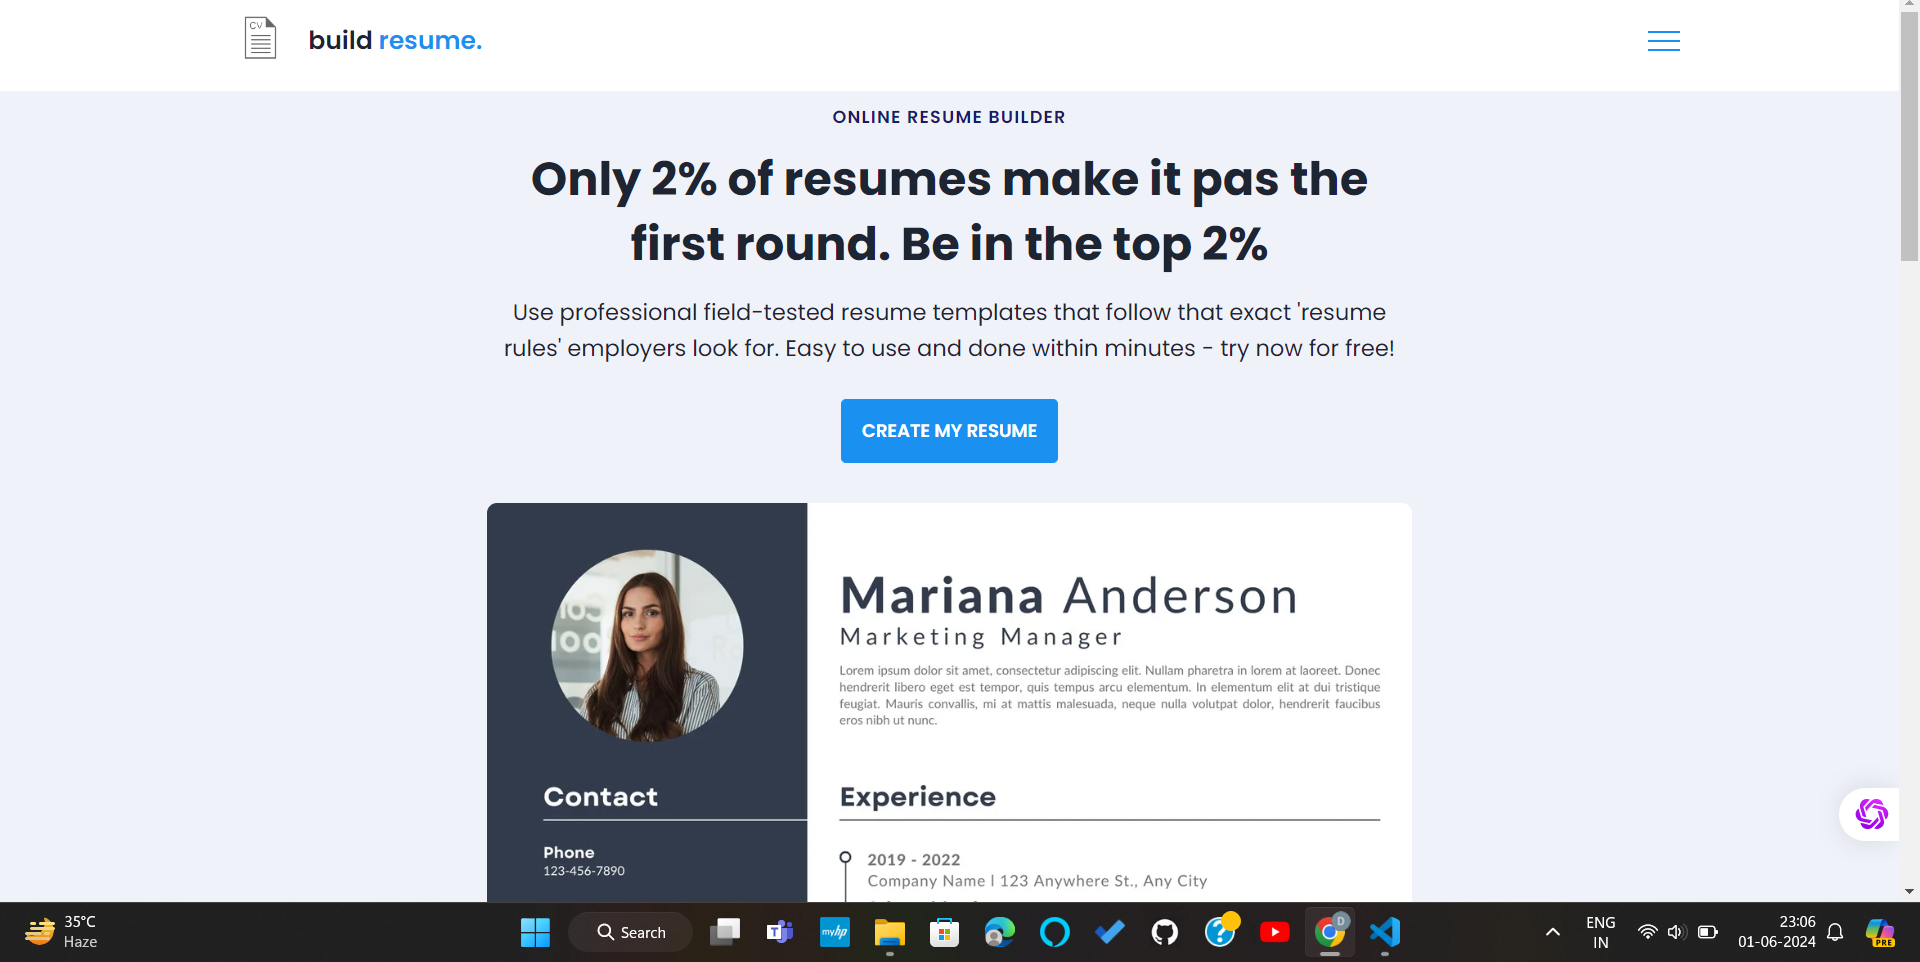 CV
build resume.
ONLINE RESUME BUILDER
Only 2% of resumes make it pas the
first round. Be in the top 2%
Use professional field-tested resume templates that follow that exact 'resume
rules' employers look for. Easy to use and done within minutes - try now for free!
CREATE MY RESUME
Mariana Anderson
Marketing Manager
Lorem ipsum dolor sit amet, consectetur adipiscing elit. Nullam pharetra in lorem at laoreet. Donec
hendrerit libero eget est tempor, quis tempus arcu elementum. In elementum elit at dui tristique
feugiat. Mauris convallis, mi at mattis malesuada, neque nulla volutpat dolor, hendrerit faucibus
eros nibh ut nunc.
Contact
Phone
123-456-7890
Experience
2019 - 2022
Company Name l 123 Anywhere St., Any City
35°C
Haze
Search
T
myhp
?
D
ENG
IN
23:06
01-06-2024
PRE